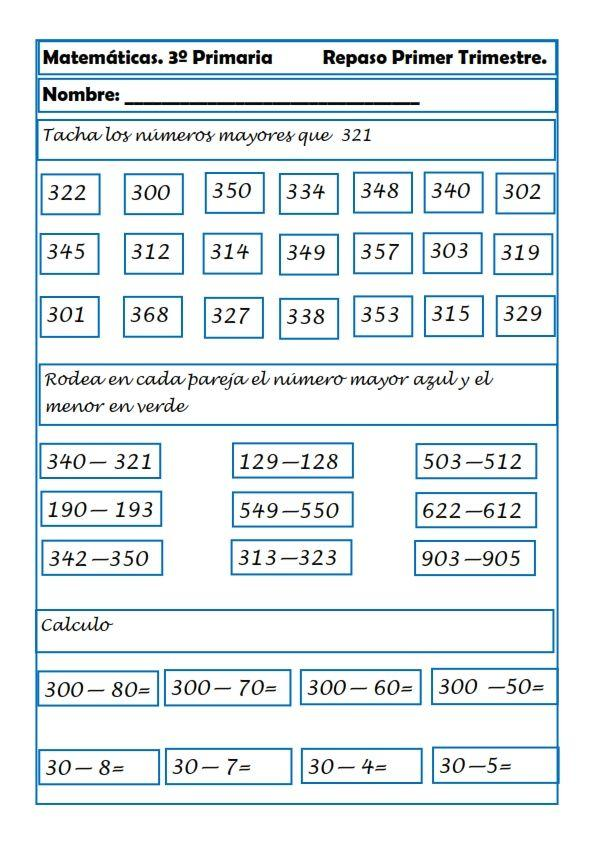 Matemáticas. 3º Primaria Repaso Primer Trimestre.
Nombre: ________________________________
Tacha los números mayores que 321
322 300 350 334 348 340 302
345 312 314 349 357 303 319
301 368 327 338 353 315 329
Rodea en cada pareja el número mayor azul y el
menor en verde
340— 321 129—128 503—512
190— 193 549—550 622—612
342—350 313—323 903—905
Calculo
300— 80= 300— 70= 300— 60= 300 —50=
30— 8= 30— 7= 30— 4= 30—5=